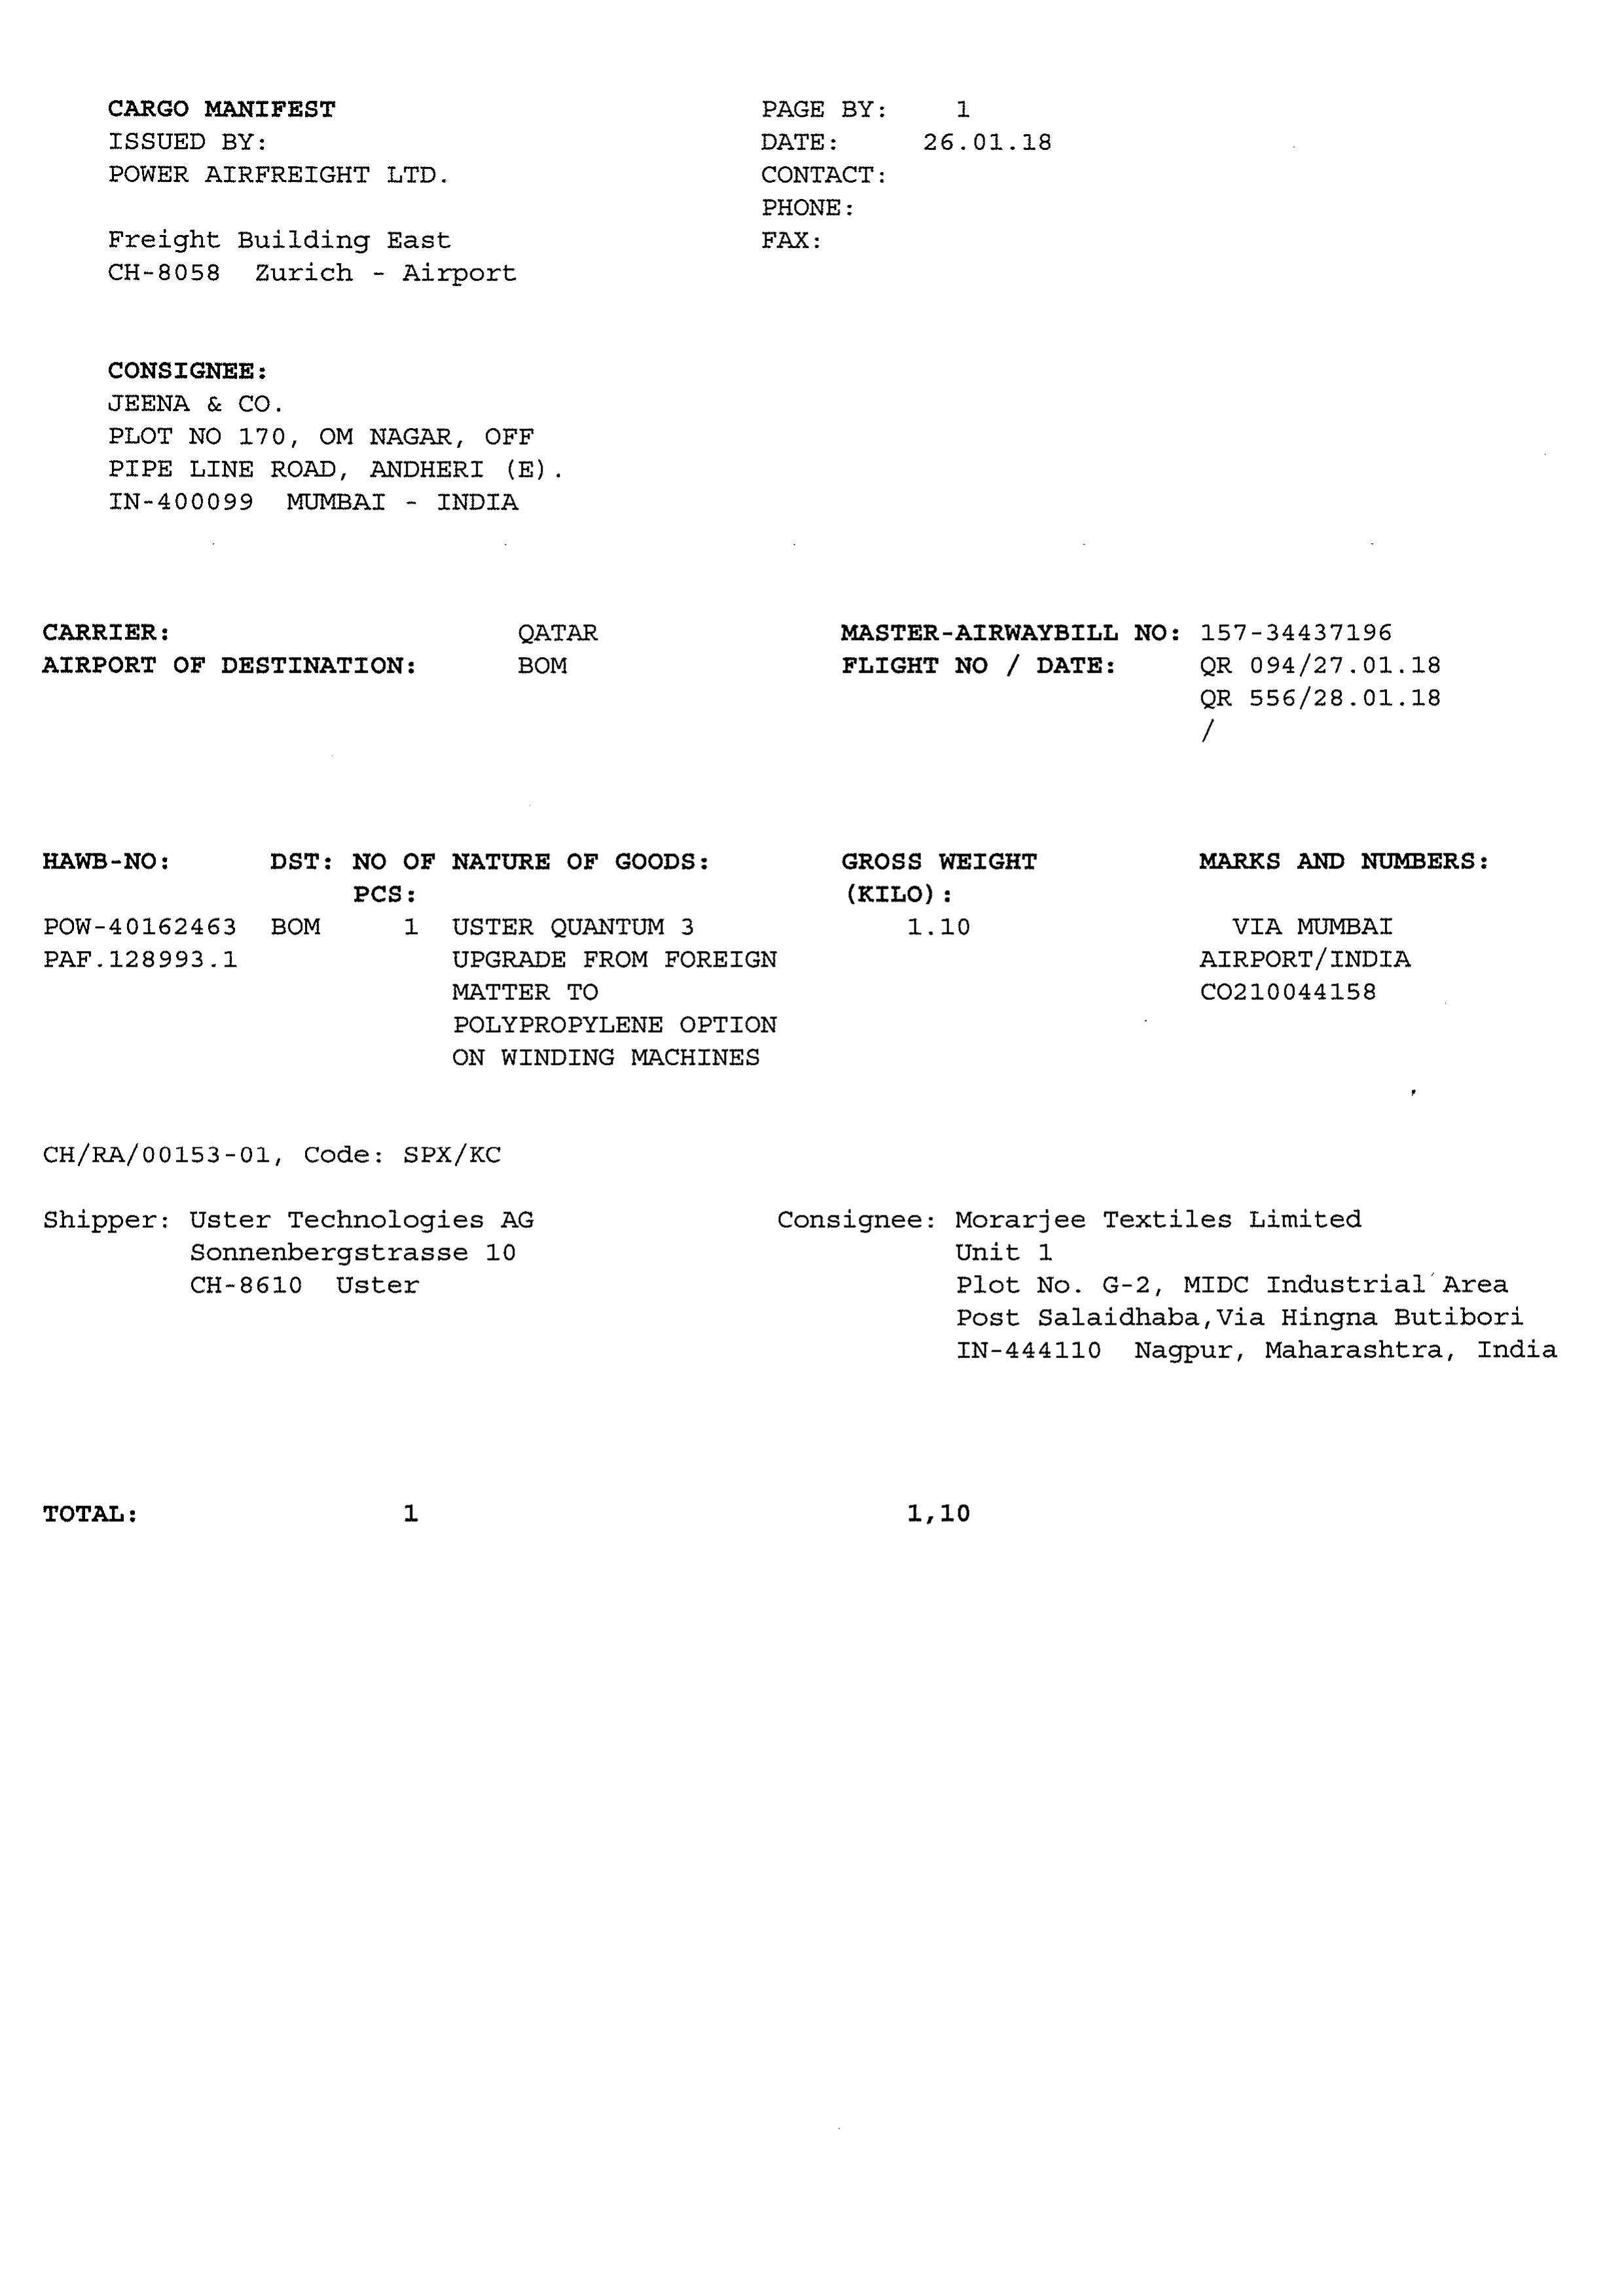 CARGO MANIFEST PAGE BY: 1
ISSUED BY: DATE: 26.01.18
POWER AIRFREIGHT LTD. CONTACT:
PHONE:
Freight Building East FAX:
CH-8058 Zurich - Airport
CONSIGNEE:
JEENA & CO.
PLOT NO 170, OM NAGAR, OFF
PIPE LINE ROAD, ANDHERI (E).
IN-400099 MUMBAI - INDIA
CARRIER: QATAR MASTER-AIRWAYBILL NO: 157-34437196
AIRPORT OF DESTINATION: BOM FLIGHT NO / DATE: QR 094/27.01.18
QR 556/28.01.18
/
HAWB-NO: DST: NO OF NATURE OF GOODS: GROSS WEIGHT MARKS AND NUMBERS:
PCS: (KILO):
POW-40162463 BOM 1 USTER QUANTUM 3 1.10 VIA MUMBAI
PAF.128993.1 UPGRADE FROM FOREIGN AIRPORT/INDIA
MATTER TO CO210044158
POLYPROPYLENE OPTION
ON WINDING MACHINES
CH/RA/00153-01, Code: SPX/KC
Shipper: Uster Technologies AG Consignee: Morarjee Textiles Limited
Sonnenbergstrasse 10 Unit 1
CH-8610 Uster Plot No. G-2, MIDC Industrial Area
Post Salaidhaba,Via Hingna Butibori
IN-444110 Nagpur, Maharashtra, India
TOTAL: 1 1,10